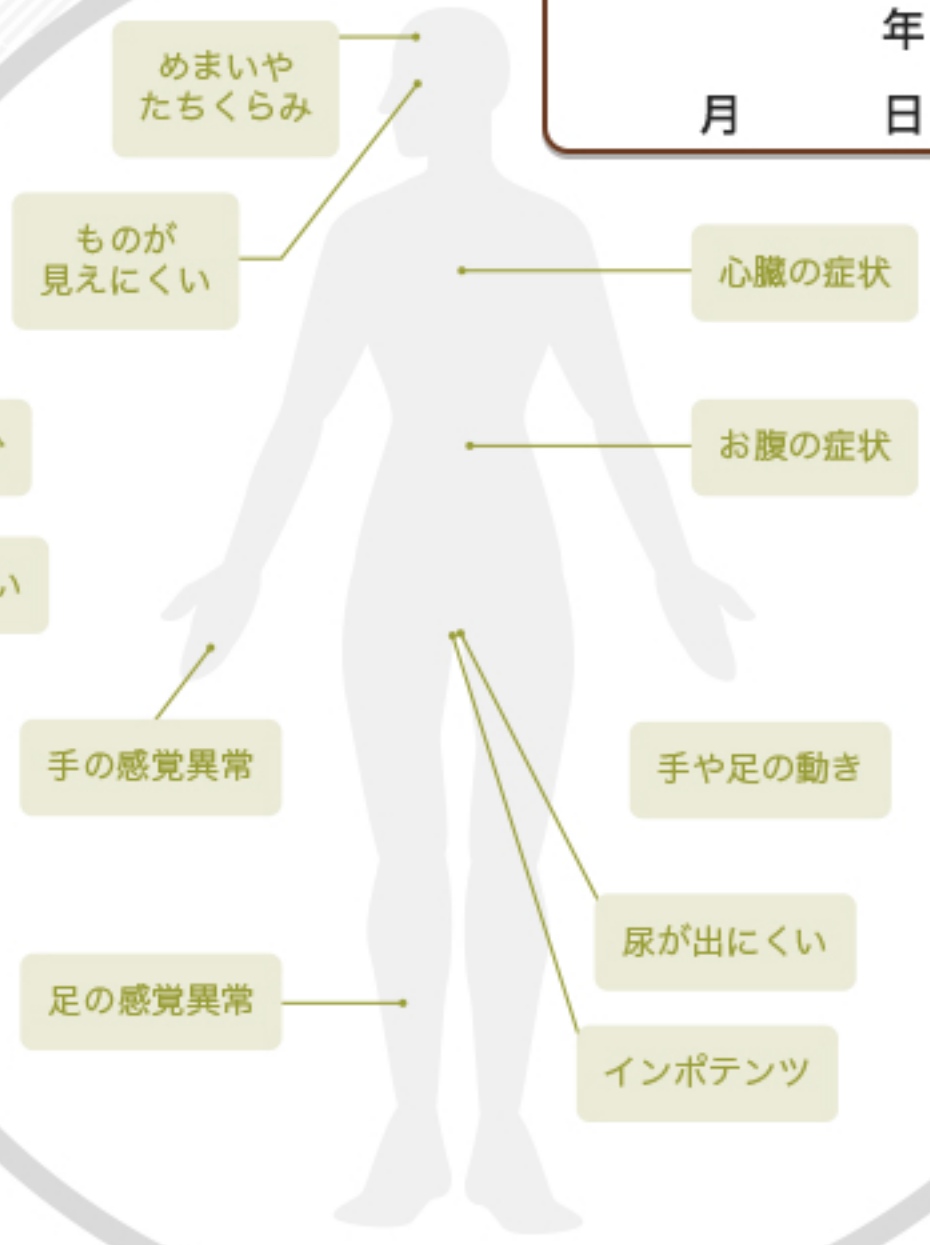 年
月 日
めまいや
たちくらみ
ものが
見えにくい
心臓の症状
お腹の症状
い
手の感覚異常
手や足の動き
尿が出にくい
足の感覚異常
インポテンツ